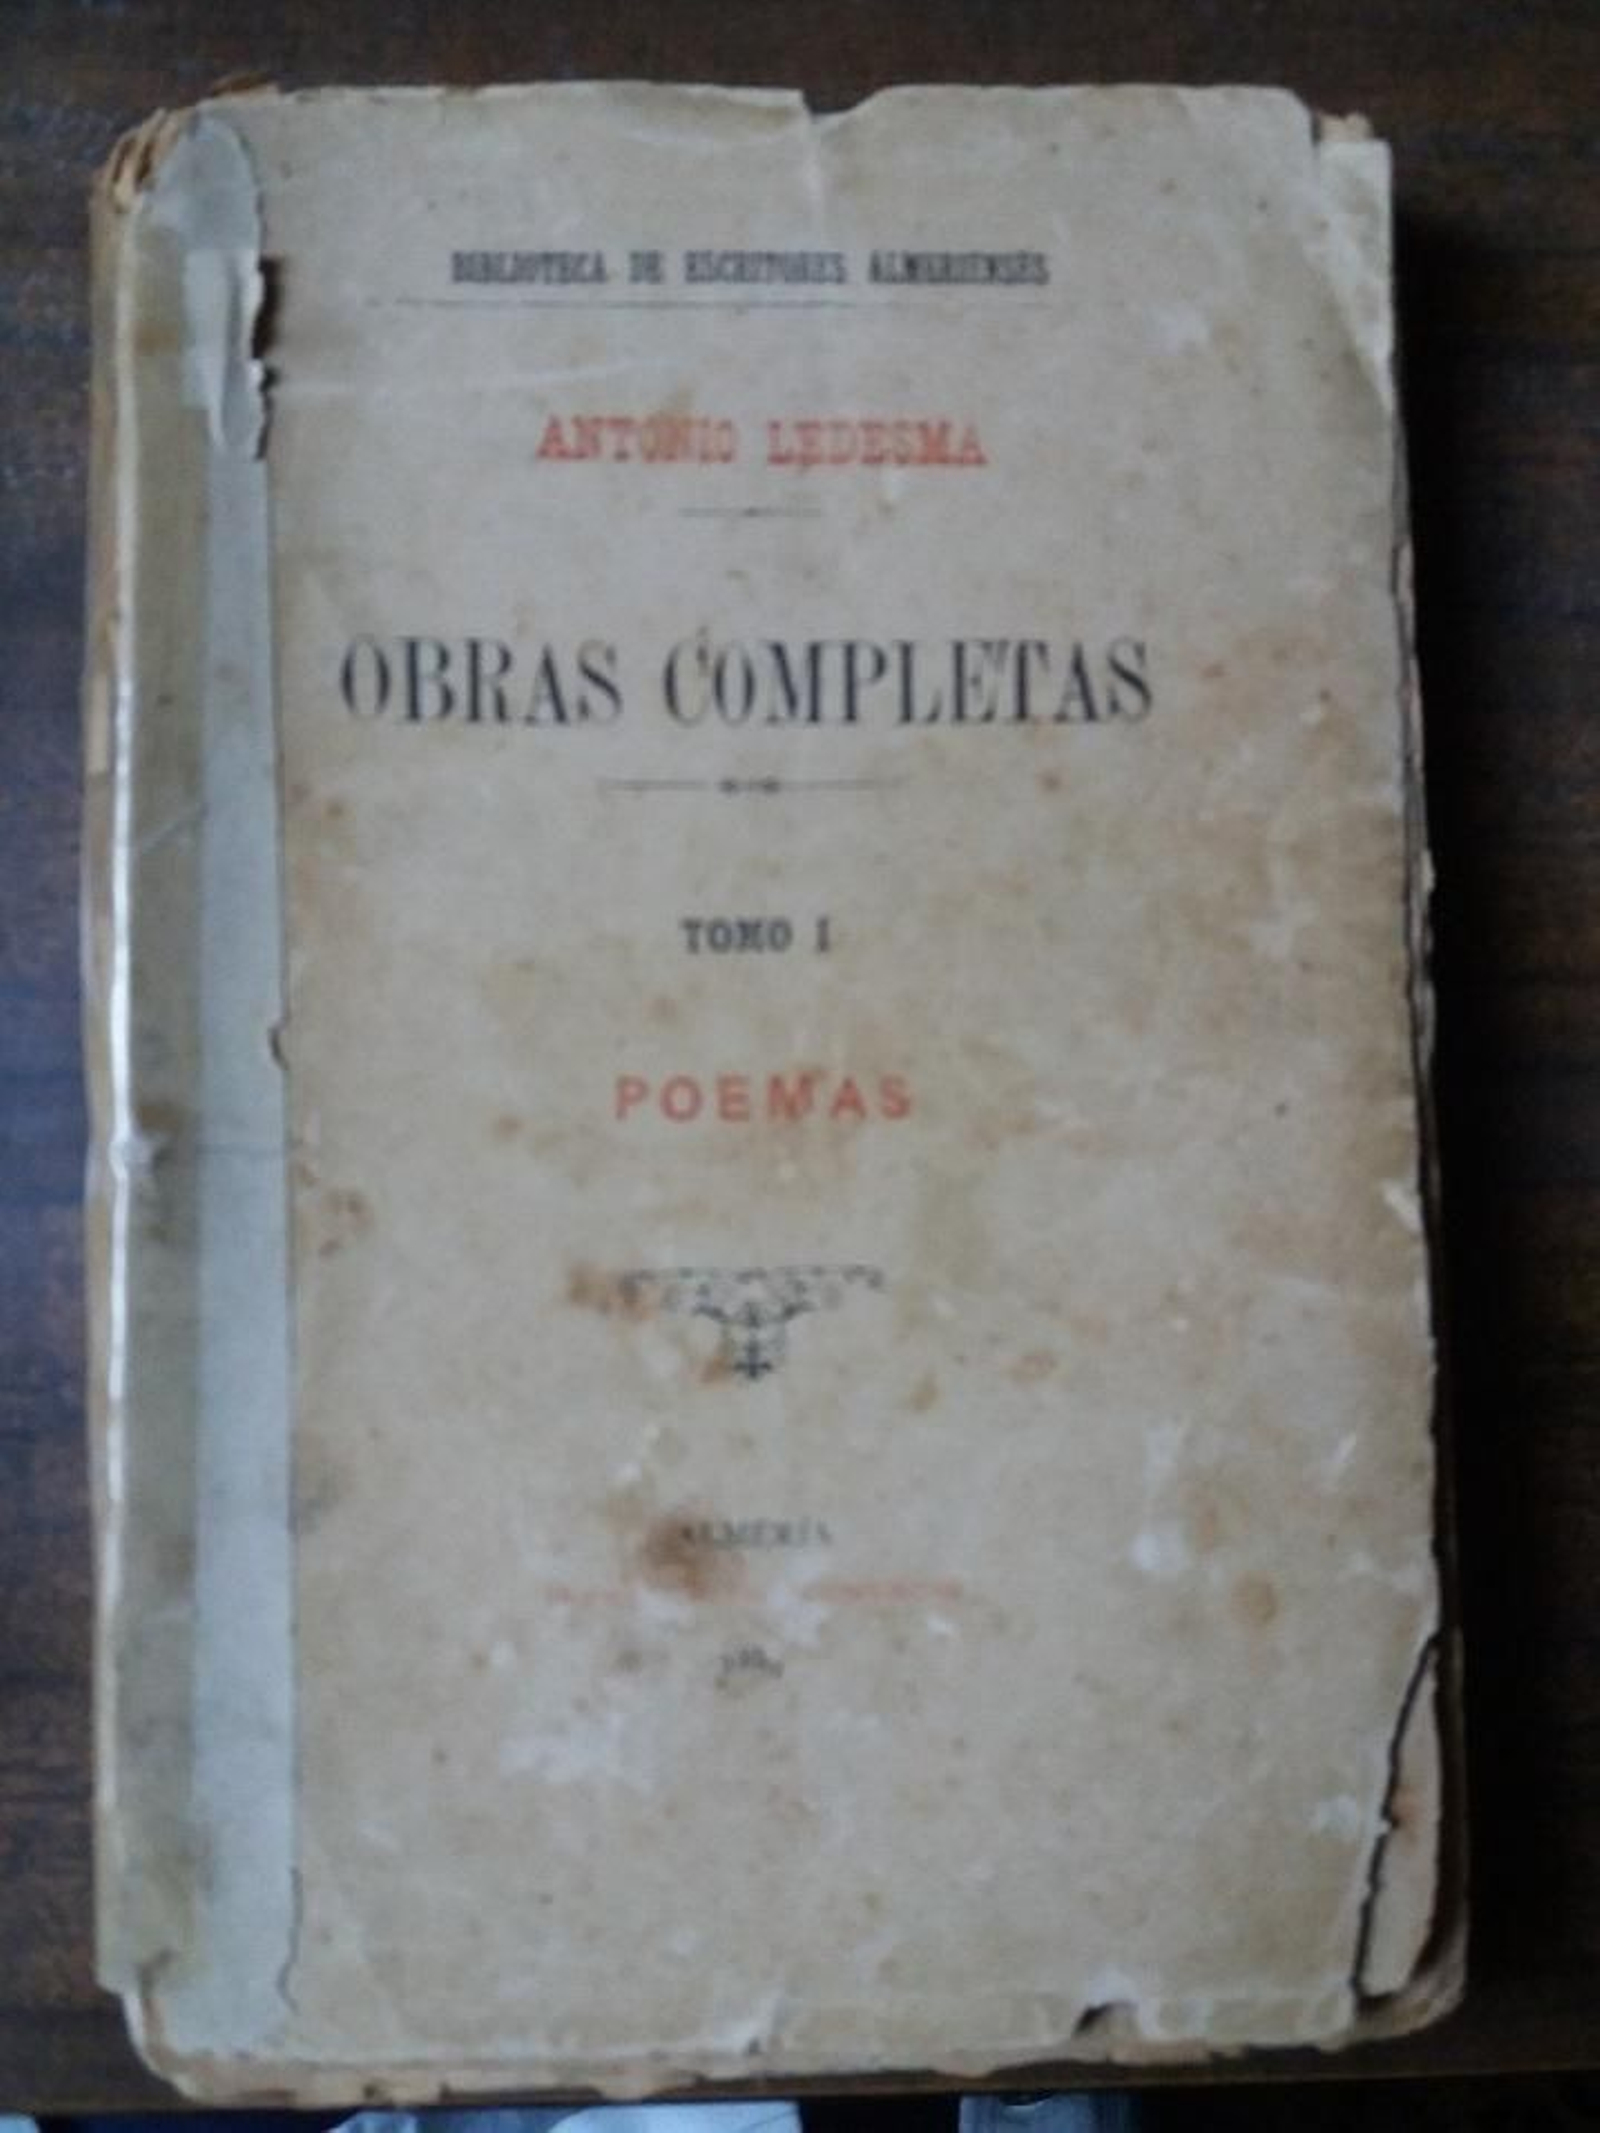 BIBLIOTECA DE ESCRITORES ALMERIENSES
ANTONIO LEDESMA
OBRAS COMPLETAS
TOMO I
POEMAS
ALMERÍA